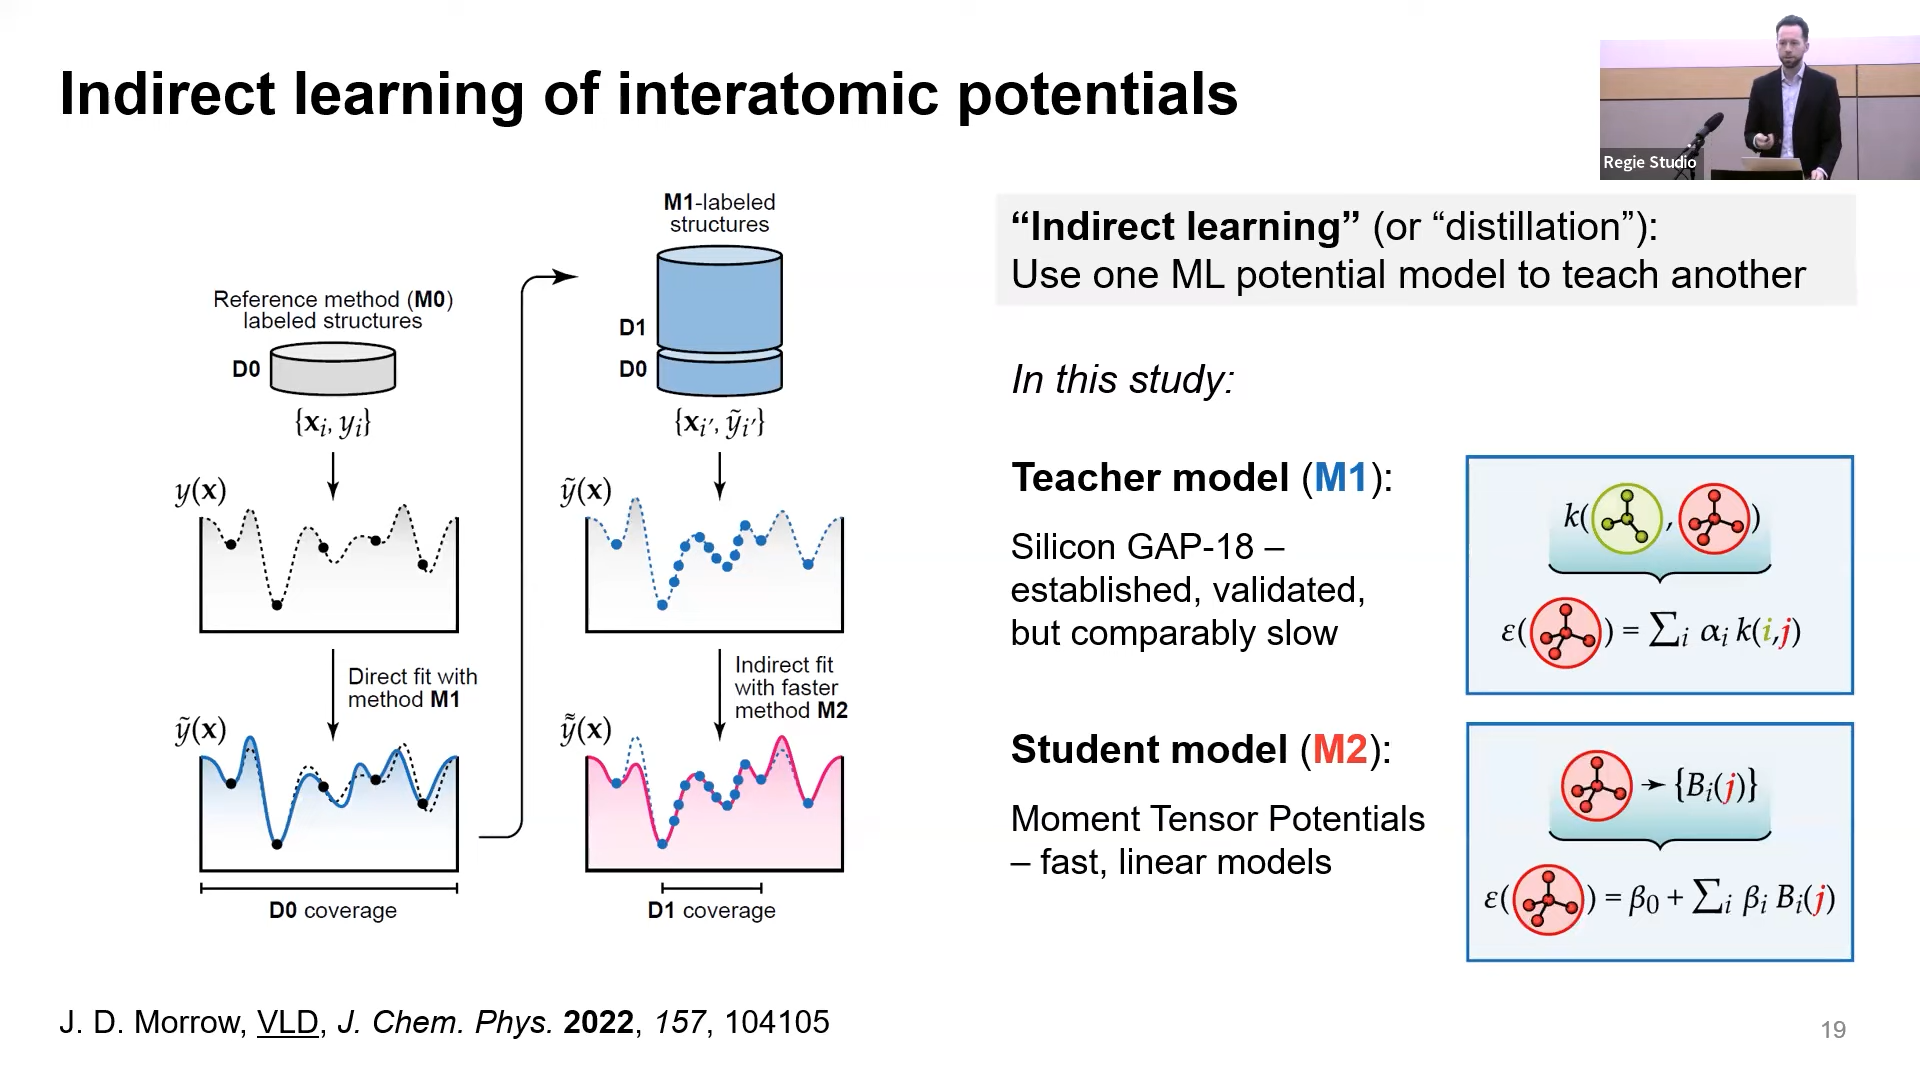 Indirect learning of interatomic potentials
Regie Studio
Reference method (M0)
labeled structures
D0
{xᵢ, yᵢ}
y(x)
Direct fit with
method M1
ỹ(x)
D0 coverage
M1-labeled
structures
D1
D0
{xᵢ′, ỹᵢ′}
ỹ(x)
Indirect fit
with faster
method M2
ỹ̃(x)
D1 coverage
“Indirect learning” (or “distillation”):
Use one ML potential model to teach another
In this study:
Teacher model (M1):
Silicon GAP-18 –
established, validated,
but comparably slow
k( , )
ε( ) = ∑ᵢ αᵢ k(i,j)
Student model (M2):
Moment Tensor Potentials
– fast, linear models
→ {Bᵢ(j)}
ε( ) = β₀ + ∑ᵢ βᵢ Bᵢ(j)
J. D. Morrow, VLD, J. Chem. Phys. 2022, 157, 104105
19